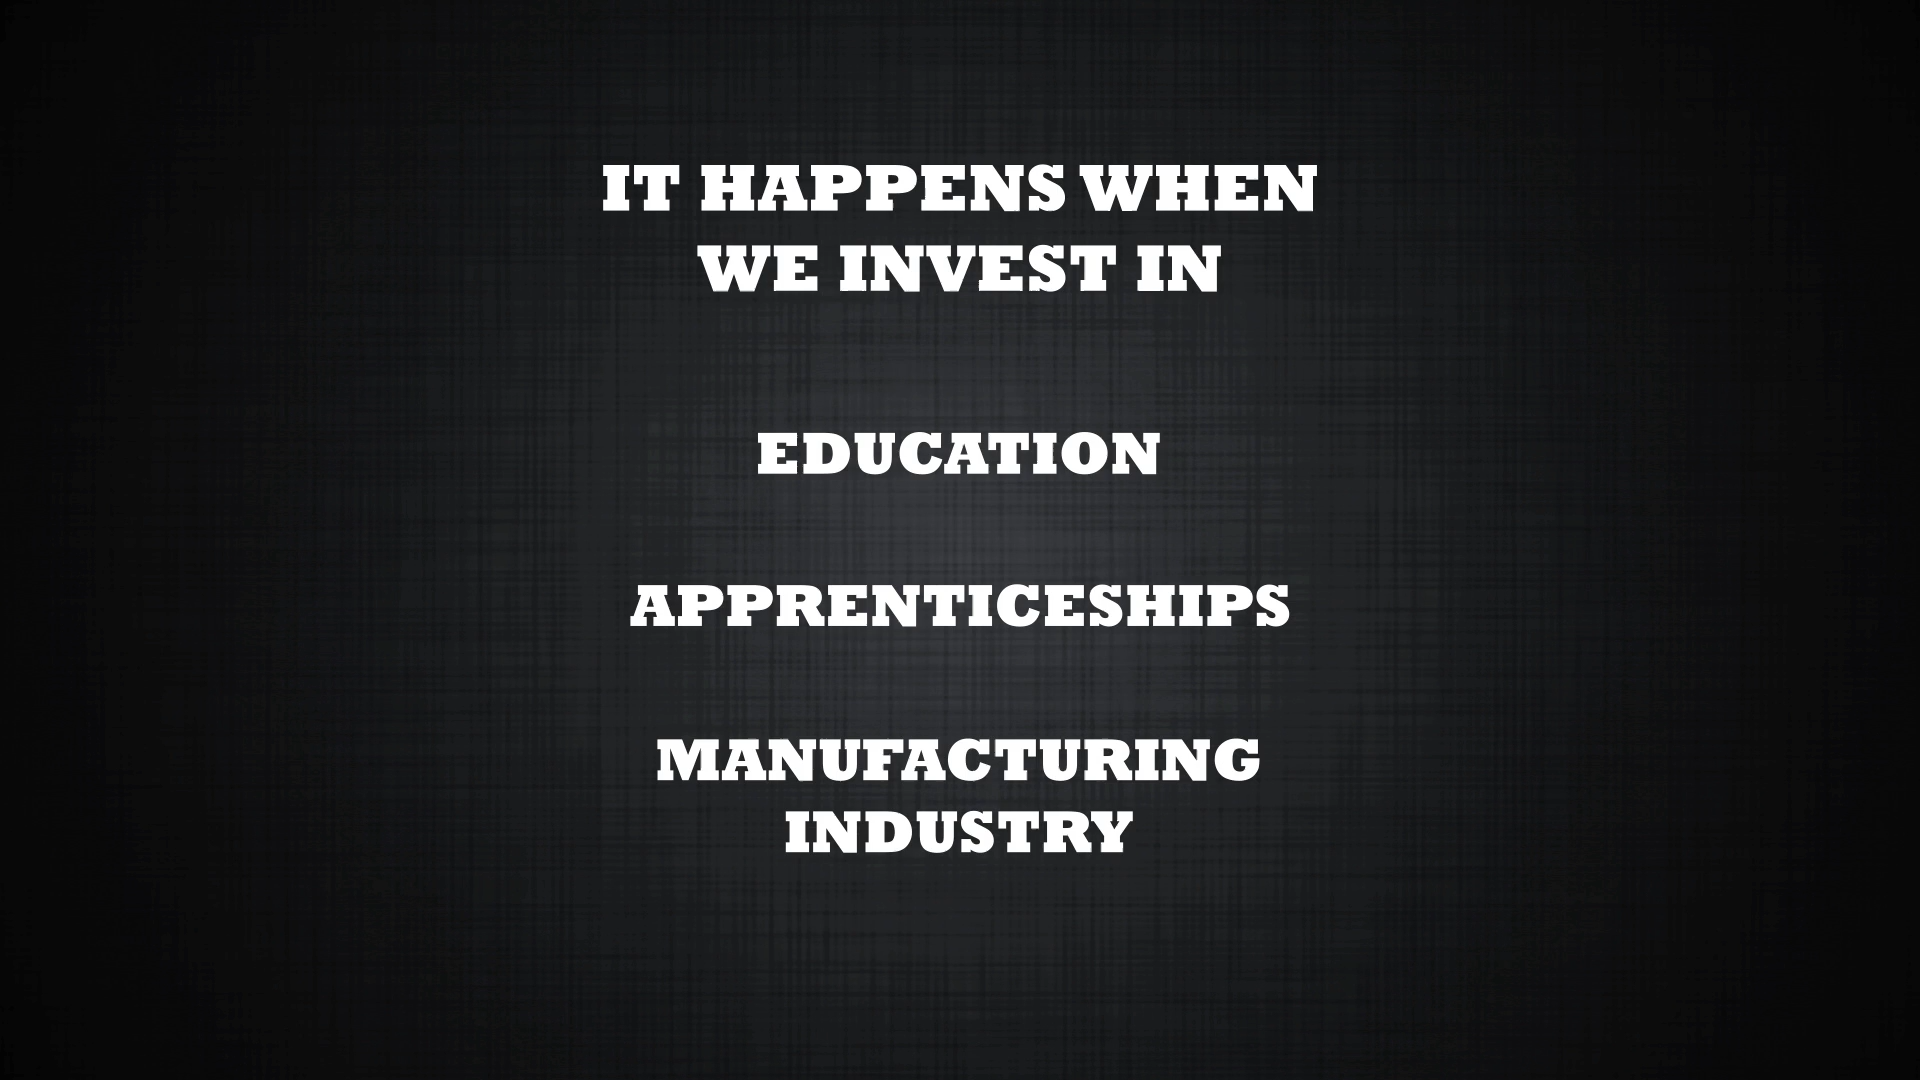 IT HAPPENS WHEN
WE INVEST IN
EDUCATION
APPRENTICESHIPS
MANUFACTURING
INDUSTRY